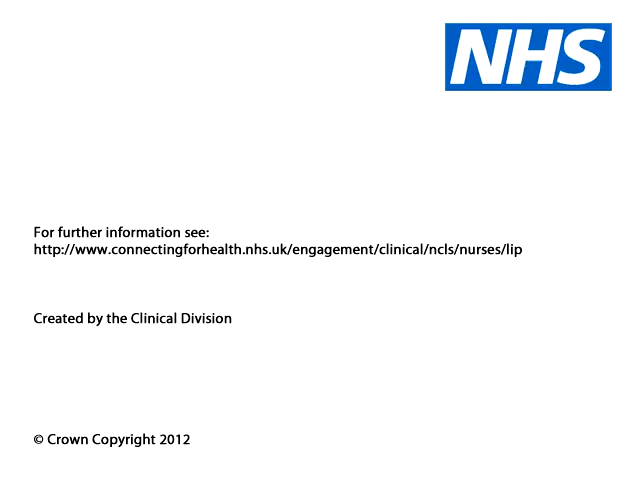 NHS
For further information see:
http://www.connectingforhealth.nhs.uk/engagement/clinical/ncls/nurses/lip
Created by the Clinical Division
© Crown Copyright 2012